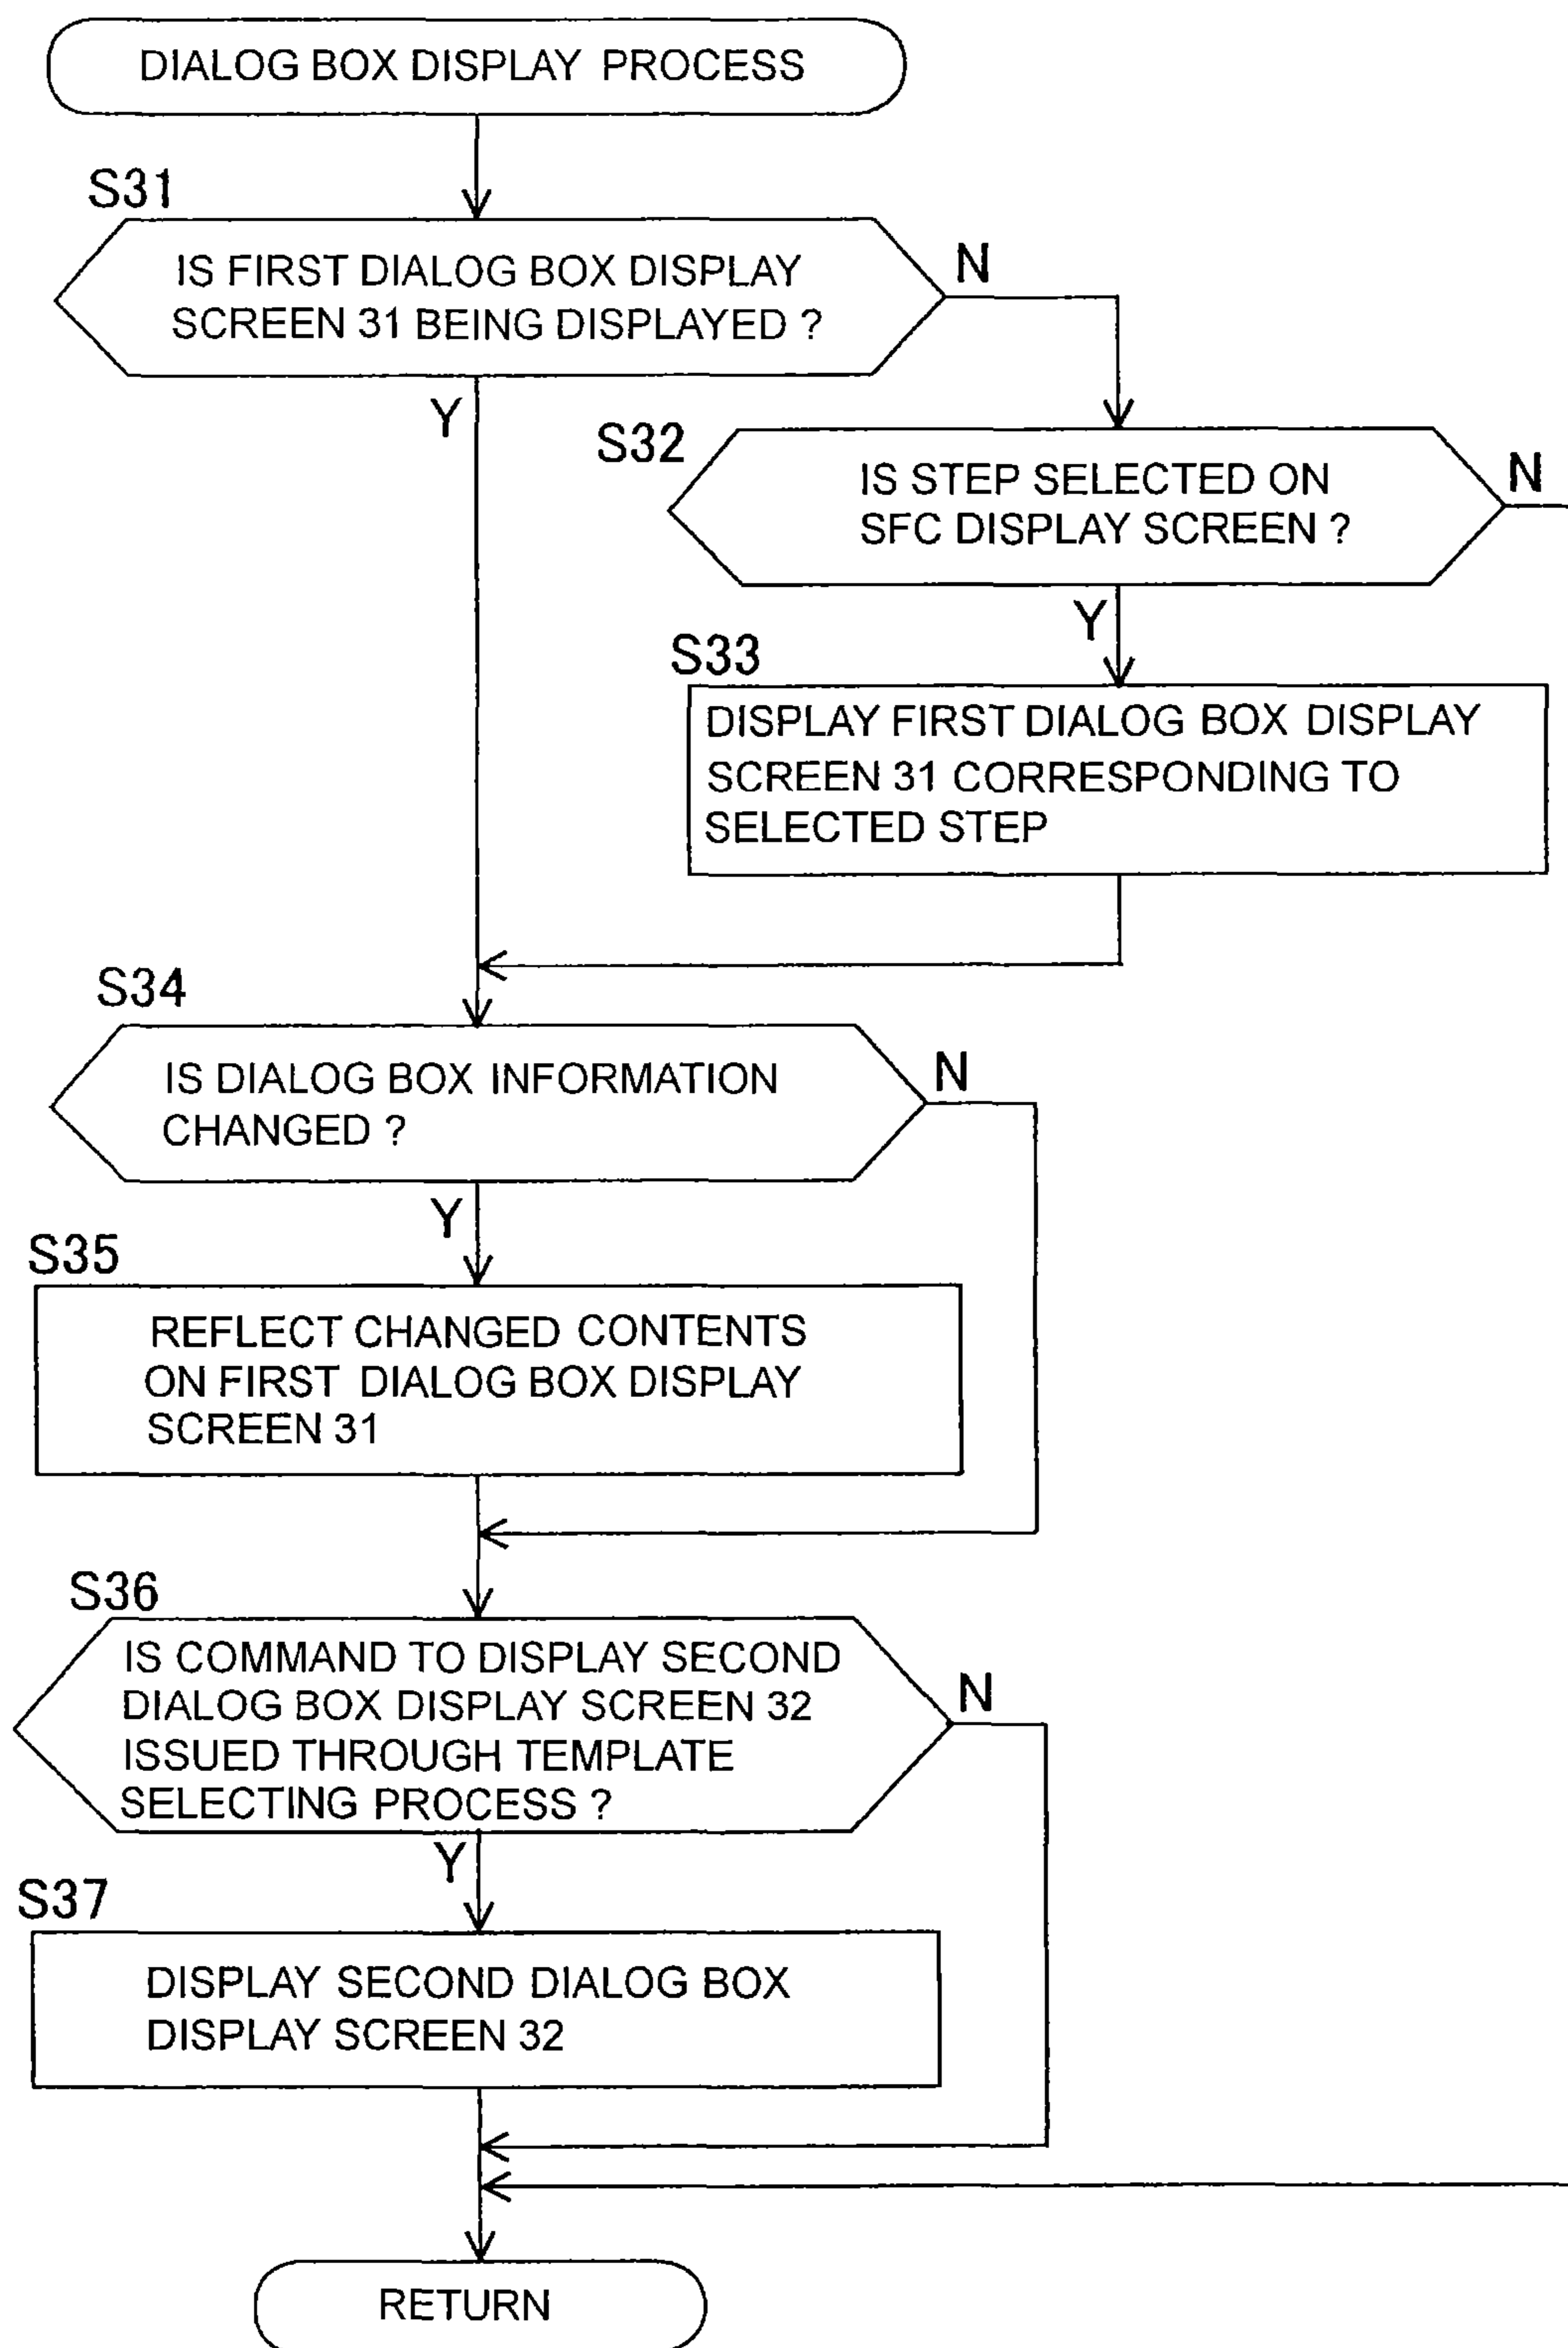 DIALOG BOX DISPLAY PROCESS
S31
IS FIRST DIALOG BOX DISPLAY
SCREEN 31 BEING DISPLAYED ?
N
Y
S32
IS STEP SELECTED ON
SFC DISPLAY SCREEN ?
N
Y
S33
DISPLAY FIRST DIALOG BOX DISPLAY
SCREEN 31 CORRESPONDING TO
SELECTED STEP
S34
IS DIALOG BOX INFORMATION
CHANGED ?
N
Y
S35
REFLECT CHANGED CONTENTS
ON FIRST DIALOG BOX DISPLAY
SCREEN 31
S36
IS COMMAND TO DISPLAY SECOND
DIALOG BOX DISPLAY SCREEN 32
ISSUED THROUGH TEMPLATE
SELECTING PROCESS ?
N
Y
S37
DISPLAY SECOND DIALOG BOX
DISPLAY SCREEN 32
RETURN